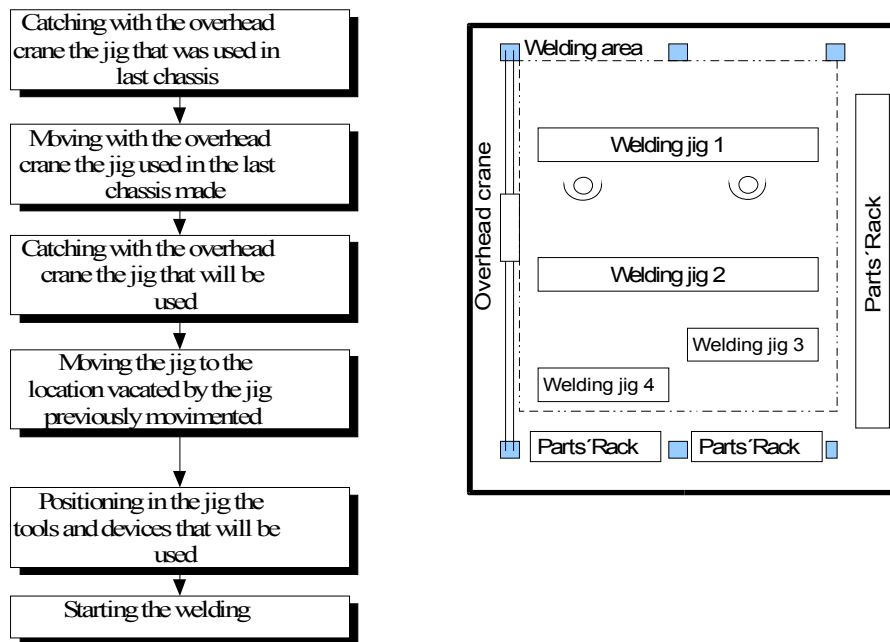 Catching with the overhead
crane the jig that was used in
last chassis
Moving with the overhead
crane the jig used in the last
chassis made
Catching with the overhead
crane the jig that will be
used
Moving the jig to the
location vacated by the jig
previously movimented
Positioning in the jig the
tools and devices that will be
used
Starting the welding
Welding area
Overhead crane
Welding jig 1
Welding jig 2
Welding jig 3
Welding jig 4
Parts´Rack
Parts´Rack
Parts´Rack